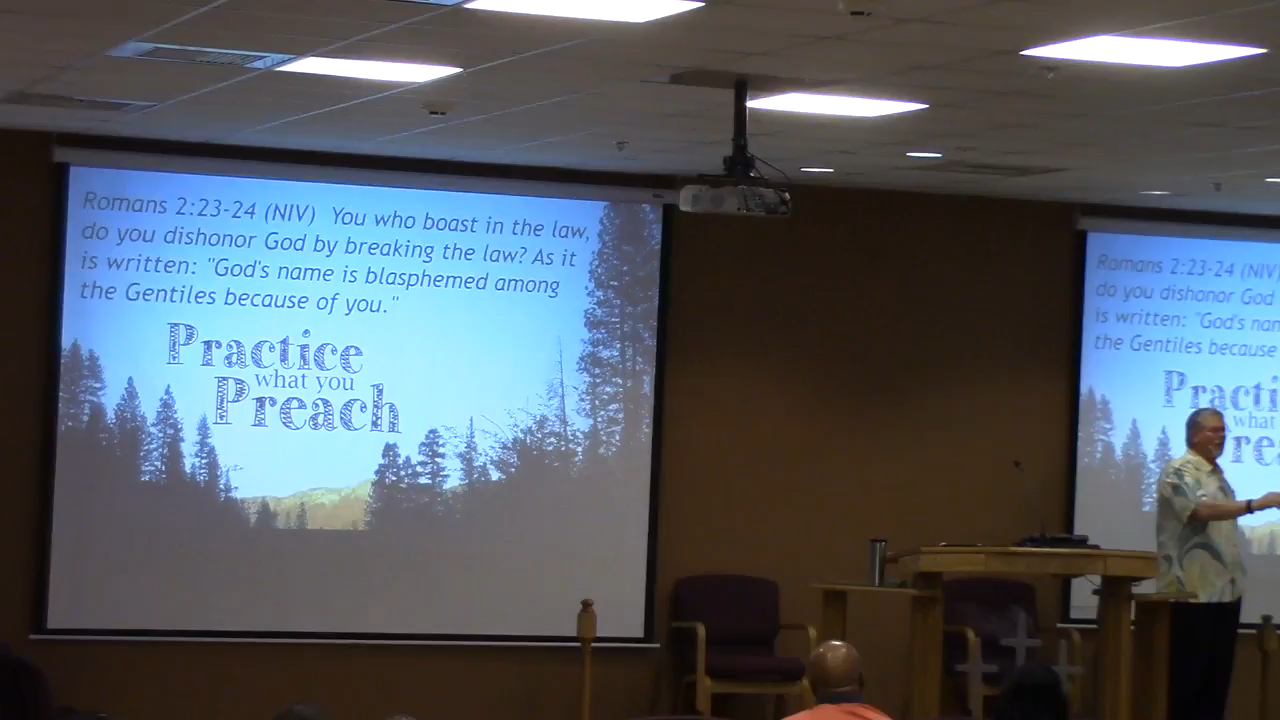 Romans 2:23-24 (NIV) You who boast in the law,
do you dishonor God by breaking the law? As it
is written: "God's name is blasphemed among
the Gentiles because of you."
Practice
what you
Preach
Romans 2:23-24 (NIV)
do you dishonor God
is written: "God's nam
the Gentiles because
Practi
what
rea